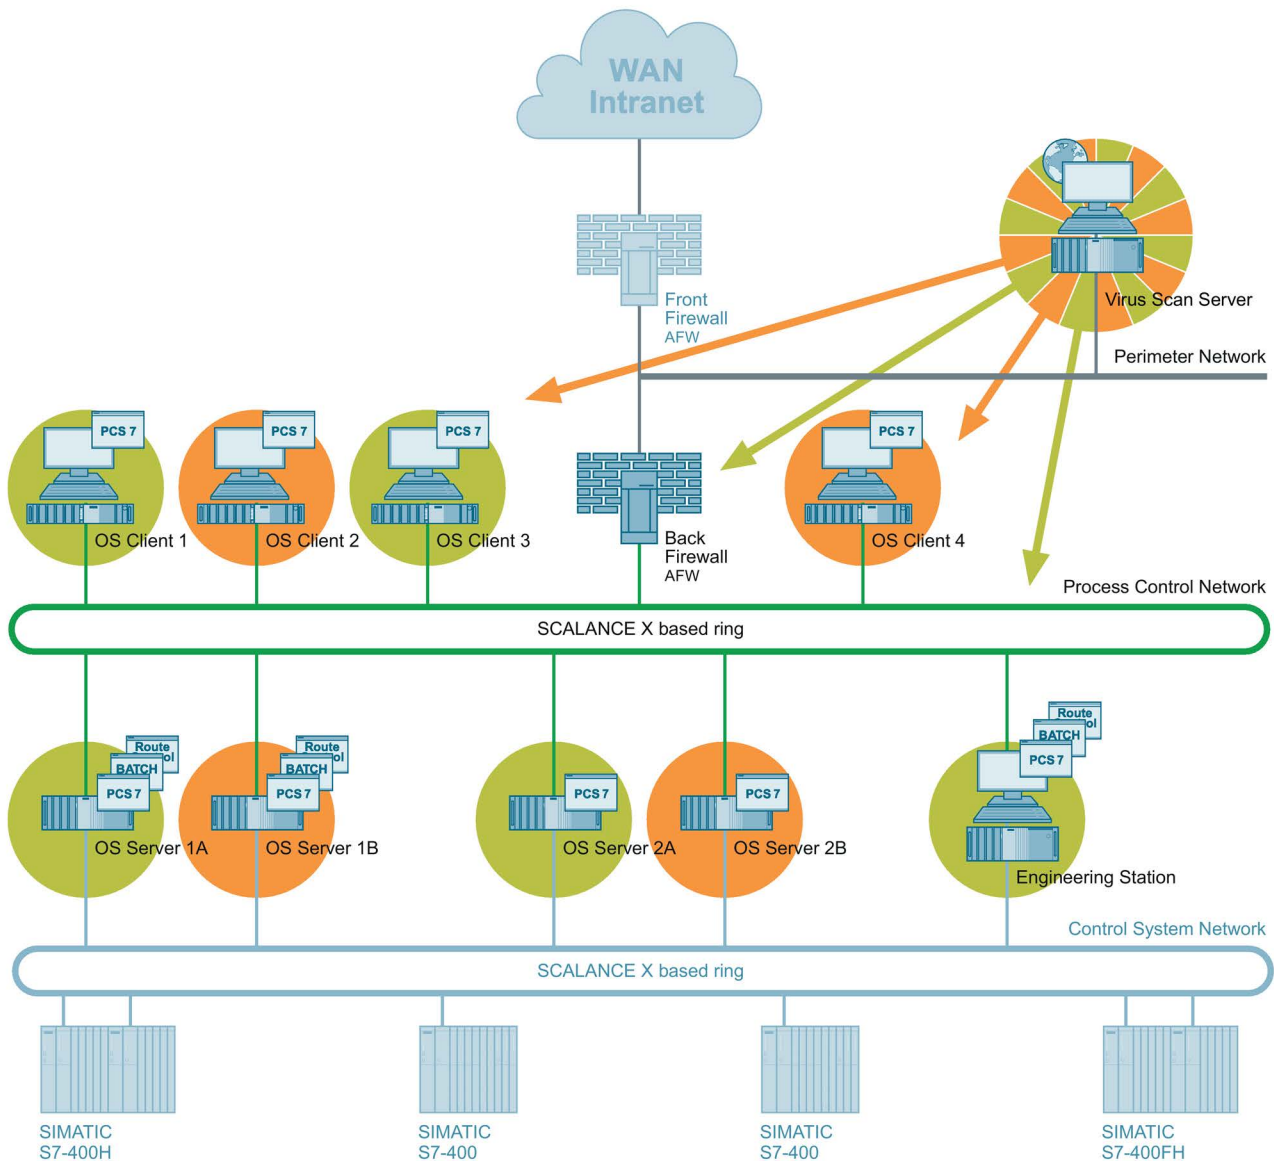 WAN
Intranet
Front
Firewall
AFW
Virus Scan Server
Perimeter Network
PCS 7
OS Client 1
PCS 7
OS Client 2
PCS 7
OS Client 3
Back
Firewall
AFW
PCS 7
OS Client 4
Process Control Network
SCALANCE X based ring
Route
ol
BATCH
PCS 7
OS Server 1A
Route
ol
BATCH
PCS 7
OS Server 1B
PCS 7
OS Server 2A
PCS 7
OS Server 2B
Route
BATCH
PCS 7
Engineering Station
Control System Network
SCALANCE X based ring
SIMATIC
S7-400H
SIMATIC
S7-400
SIMATIC
S7-400
SIMATIC
S7-400FH